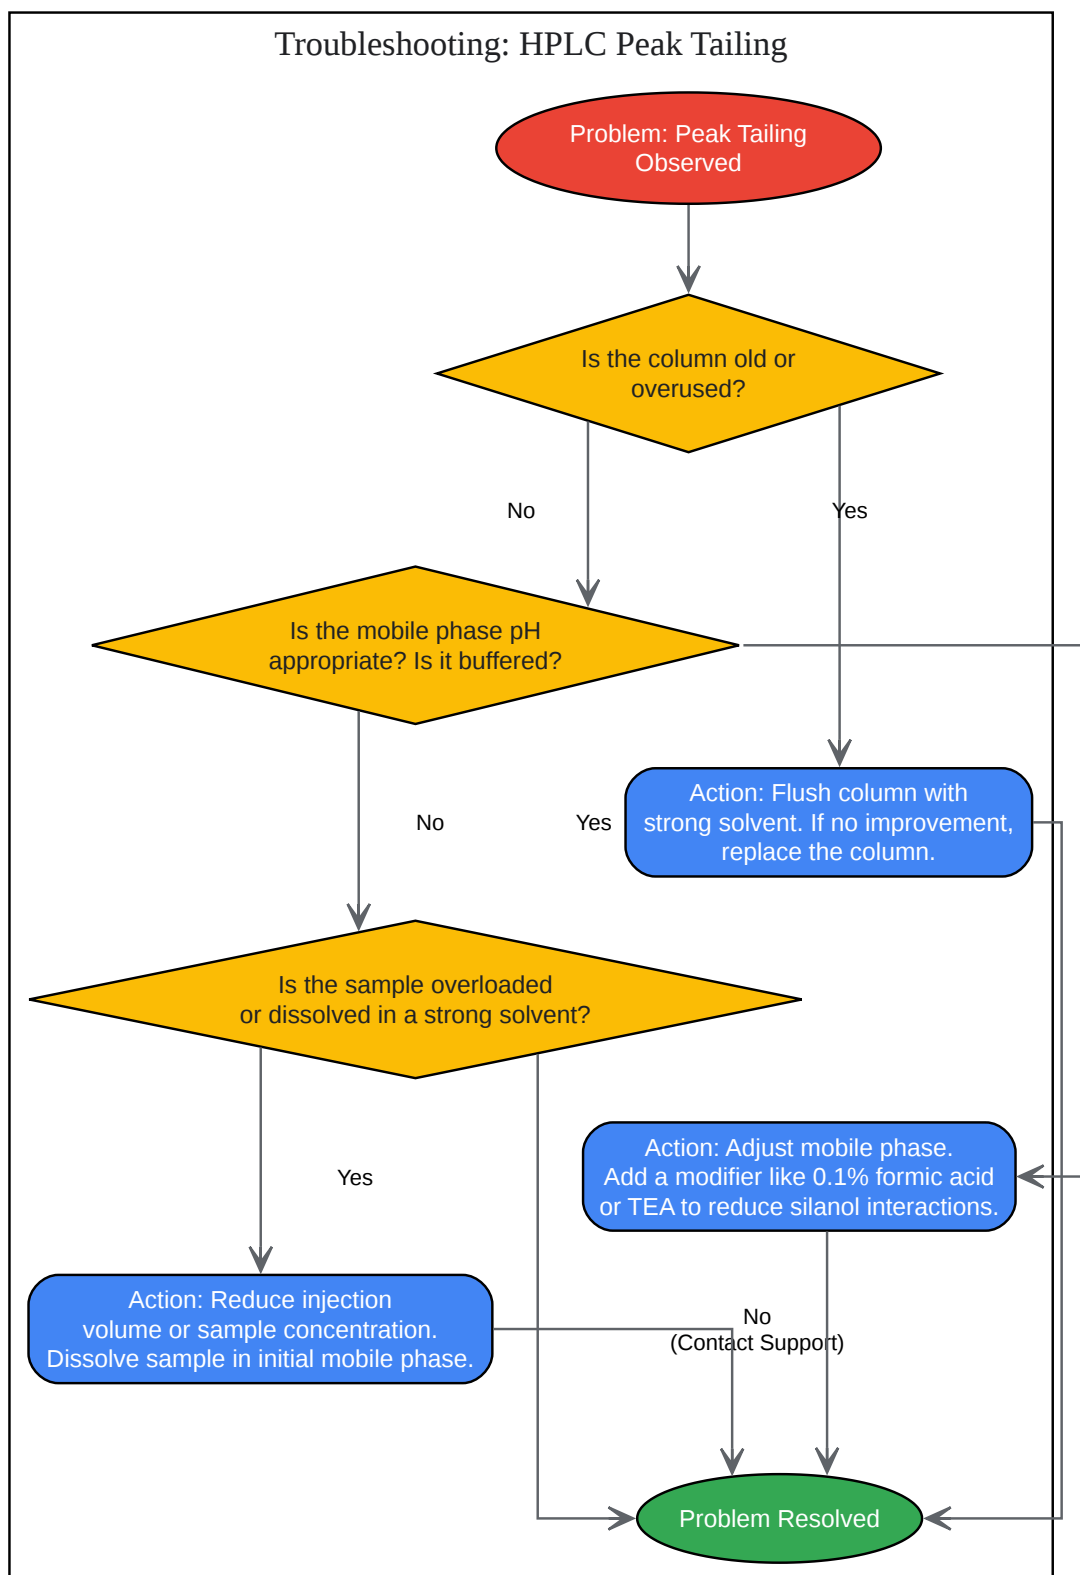 Troubleshooting: HPLC Peak Tailing
Problem: Peak Tailing
Observed
Is the column old or
overused?
No
Yes
Is the mobile phase pH
appropriate? Is it buffered?
No
Yes
Action: Flush column with
strong solvent. If no improvement,
replace the column.
Is the sample overloaded
or dissolved in a strong solvent?
Yes
Action: Adjust mobile phase.
Add a modifier like 0.1% formic acid
or TEA to reduce silanol interactions.
Action: Reduce injection
volume or sample concentration.
Dissolve sample in initial mobile phase.
No
(Contact Support)
Problem Resolved